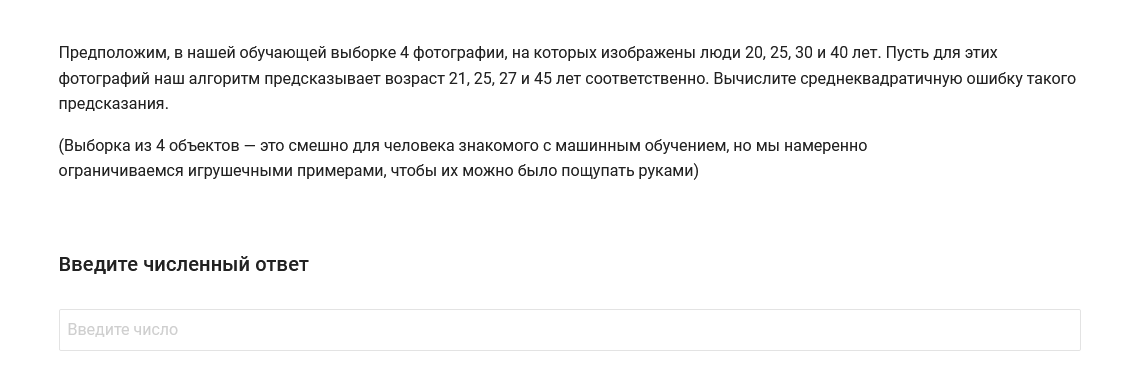 Предположим, в нашей обучающей выборке 4 фотографии, на которых изображены люди 20, 25, 30 и 40 лет. Пусть для этих
фотографий наш алгоритм предсказывает возраст 21, 25, 27 и 45 лет соответственно. Вычислите среднеквадратичную ошибку такого
предсказания.
(Выборка из 4 объектов — это смешно для человека знакомого с машинным обучением, но мы намеренно
ограничиваемся игрушечными примерами, чтобы их можно было пощупать руками)
Введите численный ответ
Введите число